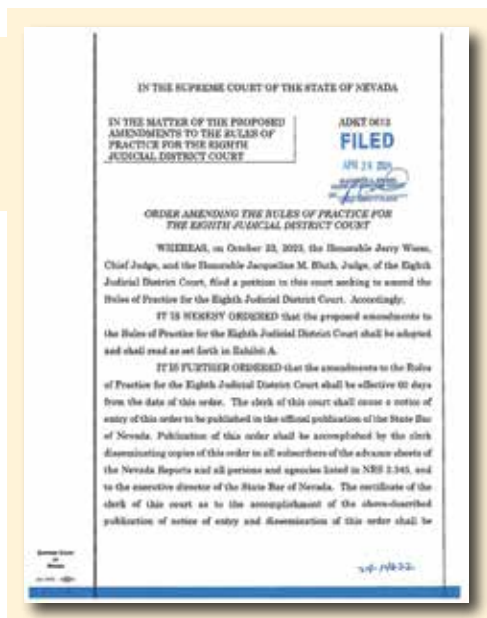 IN THE SUPREME COURT OF THE STATE OF NEVADA
IN THE MATTER OF THE PROPOSED
AMENDMENTS TO THE RULES OF
PRACTICE FOR THE EIGHTH
JUDICIAL DISTRICT COURT
ADKT 0613
FILED
APR 24
ORDER AMENDING THE RULES OF PRACTICE FOR
THE EIGHTH JUDICIAL DISTRICT COURT
WHEREAS, on October 23, 2023, the Honorable Jerry Wiese,
Chief Judge, and the Honorable Jacqueline M. Bluth, Judge, of the Eighth
Judicial District Court, filed a petition in this court seeking to amend the
Rules of Practice for the Eighth Judicial District Court. Accordingly,
IT IS HEREBY ORDERED that the proposed amendments to
the Rules of Practice for the Eighth Judicial District Court shall be adopted
and shall read as set forth in Exhibit A.
IT IS FURTHER ORDERED that the amendments to the Rules
of Practice for the Eighth Judicial District Court shall be effective 60 days
from the date of this order. The clerk of this court shall cause a notice of
entry of this order to be published in the official publication of the State Bar
of Nevada. Publication of this order shall be accomplished by the clerk
disseminating copies of this order to all subscribers of the advance sheets of
the Nevada Reports and all persons and agencies listed in NRS 2.345, and
to the executive director of the State Bar of Nevada. The certificate of the
clerk of this court as to the accomplishment of the above-described
publication of notice of entry and dissemination of this order shall be
Supreme Court
of
Nevada